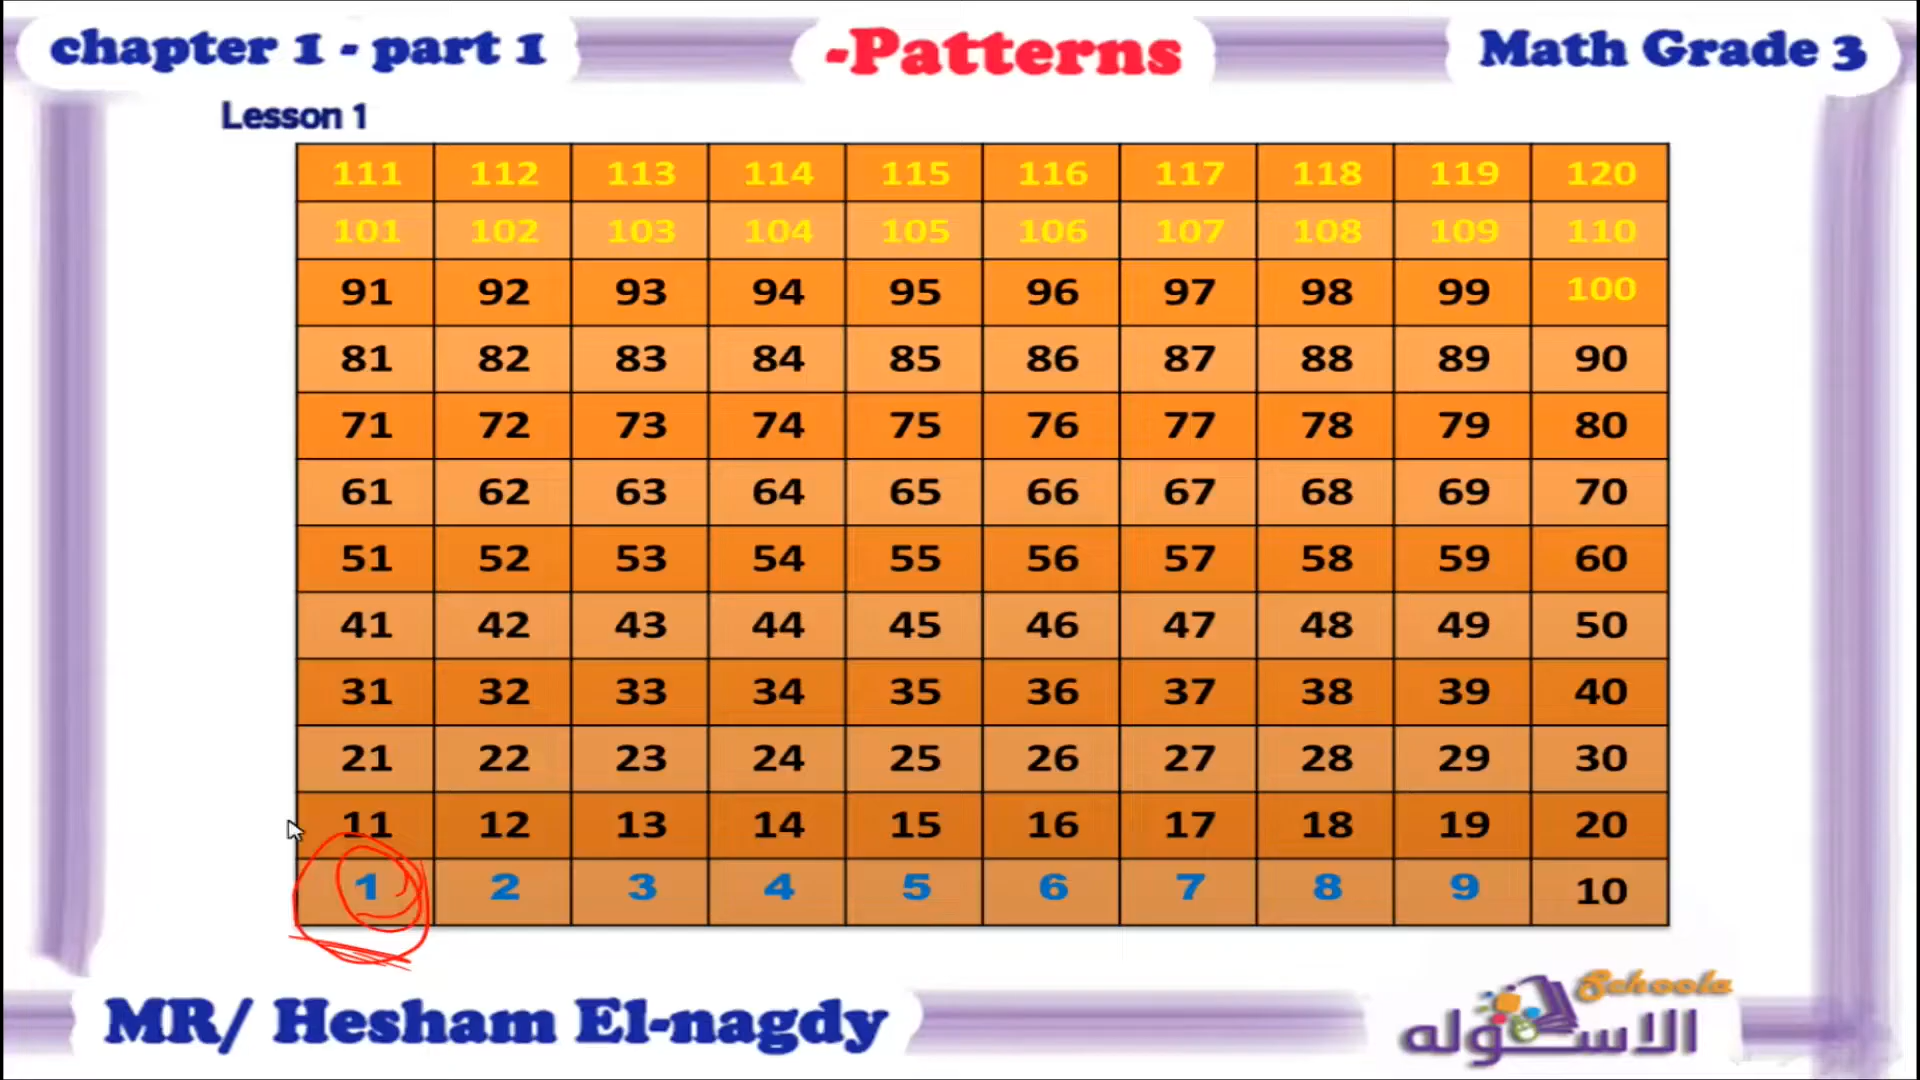 chapter 1 - part 1
-Patterns
Math Grade 3
Lesson 1
111 112 113 114 115 116 117 118 119 120
101 102 103 104 105 106 107 108 109 110
91 92 93 94 95 96 97 98 99 100
81 82 83 84 85 86 87 88 89 90
71 72 73 74 75 76 77 78 79 80
61 62 63 64 65 66 67 68 69 70
51 52 53 54 55 56 57 58 59 60
41 42 43 44 45 46 47 48 49 50
31 32 33 34 35 36 37 38 39 40
21 22 23 24 25 26 27 28 29 30
11 12 13 14 15 16 17 18 19 20
1 2 3 4 5 6 7 8 9 10
MR/ Hesham El-nagdy
Schools
الاسكوله